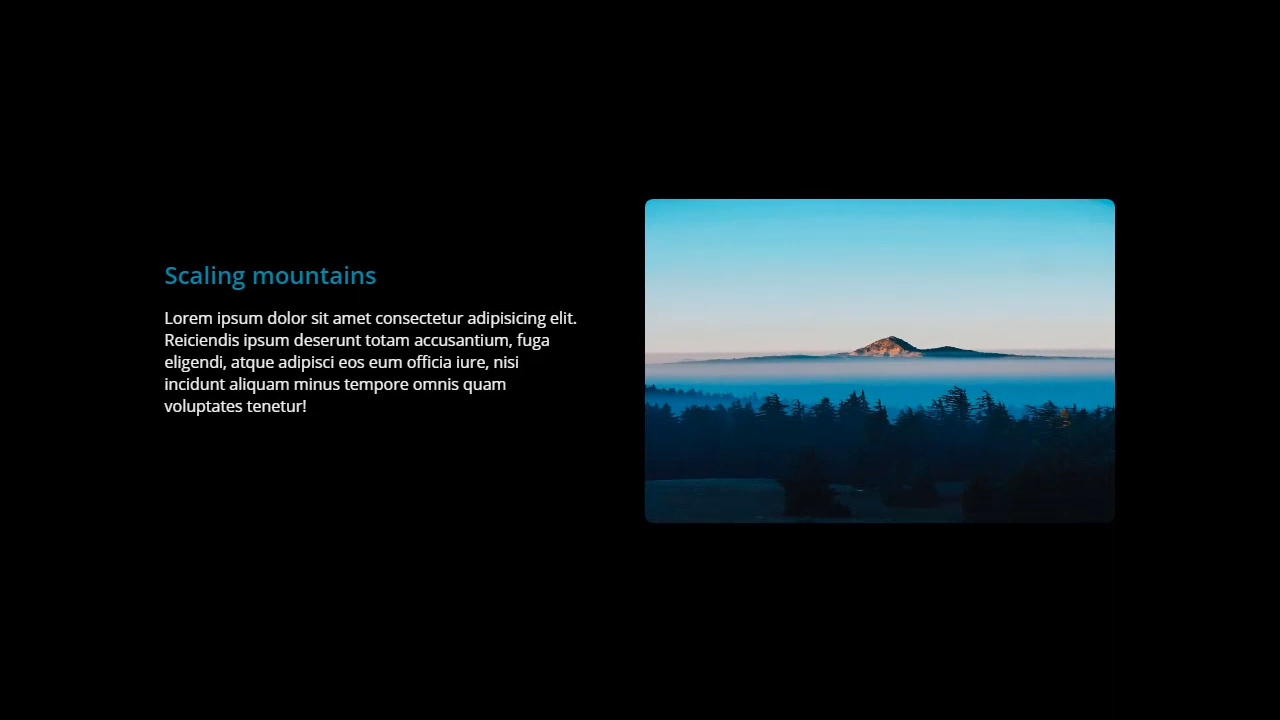 Scaling mountains
Lorem ipsum dolor sit amet consectetur adipisicing elit.
Reiciendis ipsum deserunt totam accusantium, fuga
eligendi, atque adipisci eos eum officia iure, nisi
incidunt aliquam minus tempore omnis quam
voluptates tenetur!